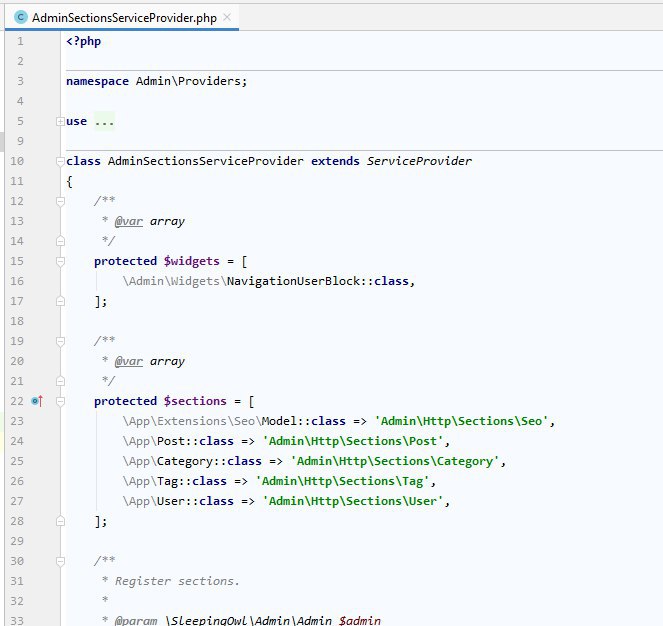 AdminSectionsServiceProvider.php
1 <?php
2
3 namespace Admin\Providers;
4
5 use ...
9
10 class AdminSectionsServiceProvider extends ServiceProvider
11 {
12 /**
13 * @var array
14 */
15 protected $widgets = [
16 \Admin\Widgets\NavigationUserBlock::class,
17 ];
18
19 /**
20 * @var array
21 */
22 protected $sections = [
23 \App\Extensions\Seo\Model::class => 'Admin\Http\Sections\Seo',
24 \App\Post::class => 'Admin\Http\Sections\Post',
25 \App\Category::class => 'Admin\Http\Sections\Category',
26 \App\Tag::class => 'Admin\Http\Sections\Tag',
27 \App\User::class => 'Admin\Http\Sections\User',
28 ];
29
30 /**
31 * Register sections.
32 *
33 * @param \SleepingOwl\Admin\Admin $admin